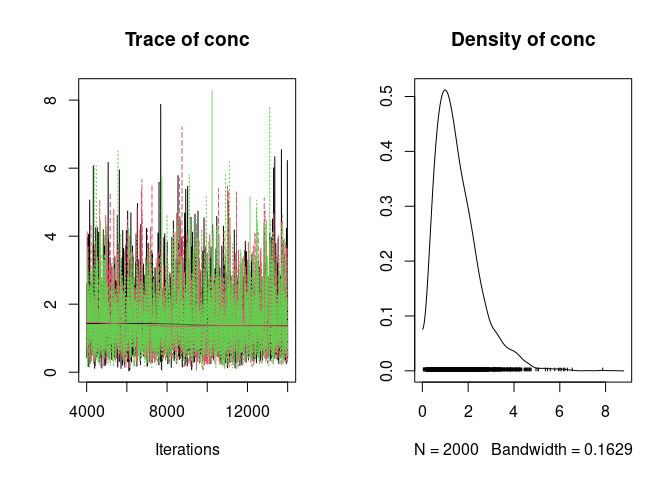 Trace of conc
8
6
4
2
0
4000 8000 12000
Iterations
Density of conc
0.5
0.4
0.3
0.2
0.1
0.0
0 2 4 6 8
N = 2000 Bandwidth = 0.1629